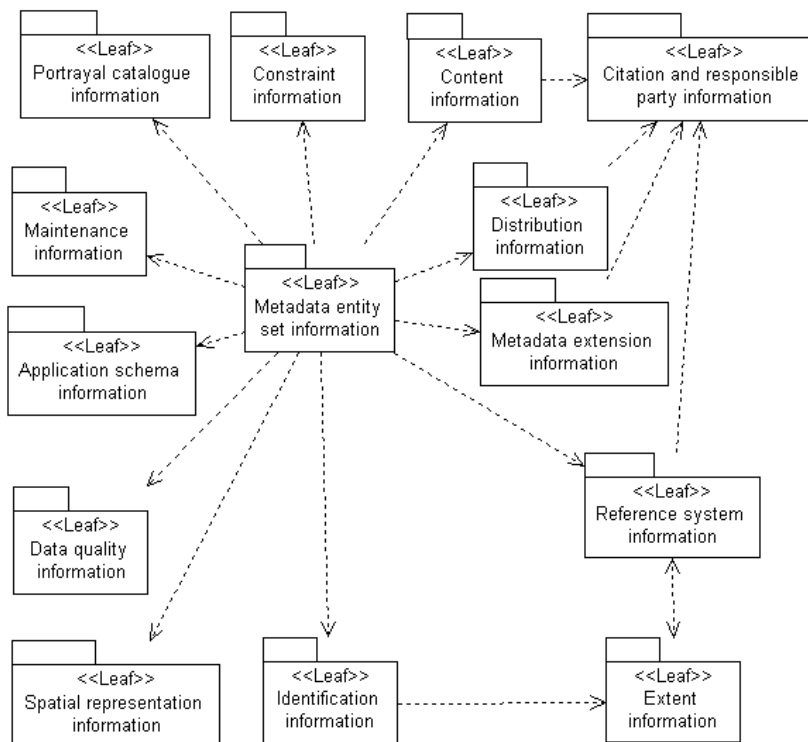 <<Leaf>>
Portrayal catalogue
information
<<Leaf>>
Constraint
information
<<Leaf>>
Content
information
<<Leaf>>
Citation and responsible
party information
<<Leaf>>
Maintenance
information
<<Leaf>>
Distribution
information
<<Leaf>>
Metadata entity
set information
<<Leaf>>
Metadata extension
information
<<Leaf>>
Application schema
information
<<Leaf>>
Reference system
information
<<Leaf>>
Data quality
information
<<Leaf>>
Spatial representation
information
<<Leaf>>
Identification
information
<<Leaf>>
Extent
information